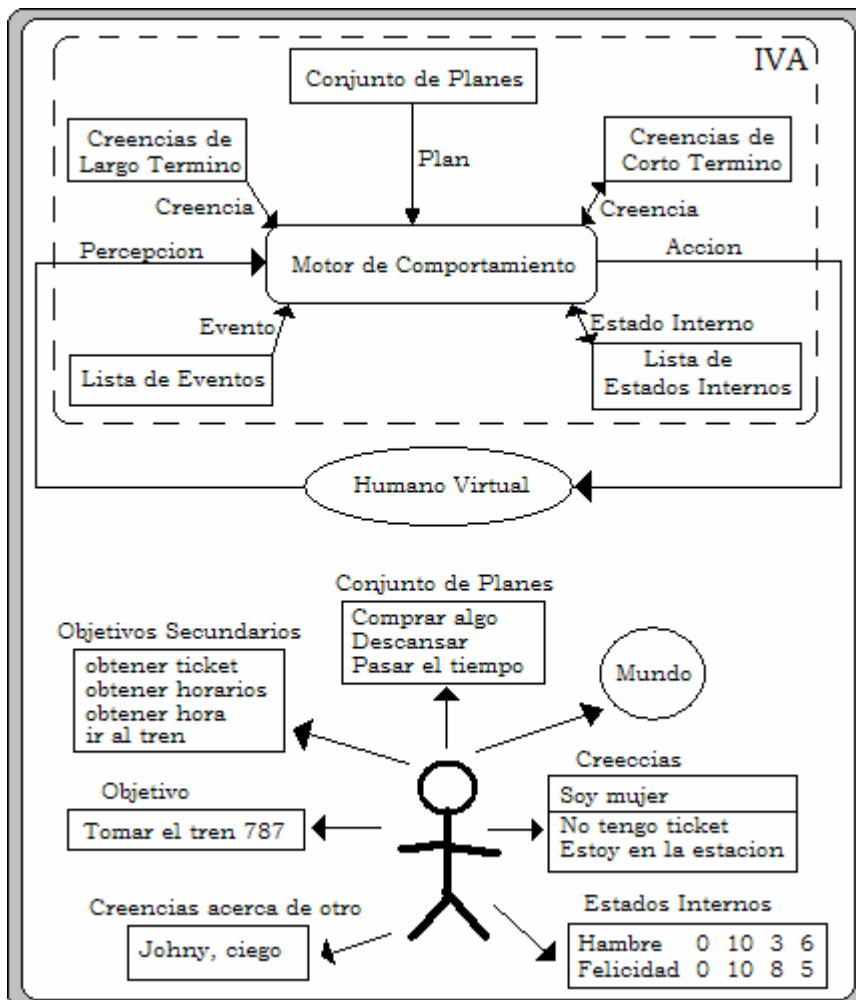 IVA
Conjunto de Planes
Creencias de
Largo Termino
Creencias de
Corto Termino
Plan
Creencia
Creencia
Percepcion
Accion
Motor de Comportamiento
Evento
Estado Interno
Lista de Eventos
Lista de
Estados Internos
Humano Virtual
Conjunto de Planes
Comprar algo
Descansar
Pasar el tiempo
Objetivos Secundarios
obtener ticket
obtener horarios
obtener hora
ir al tren
Mundo
Creeccias
Soy mujer
No tengo ticket
Estoy en la estacion
Objetivo
Tomar el tren 787
Creencias acerca de otro
Johny, ciego
Estados Internos
Hambre 0 10 3 6
Felicidad 0 10 8 5